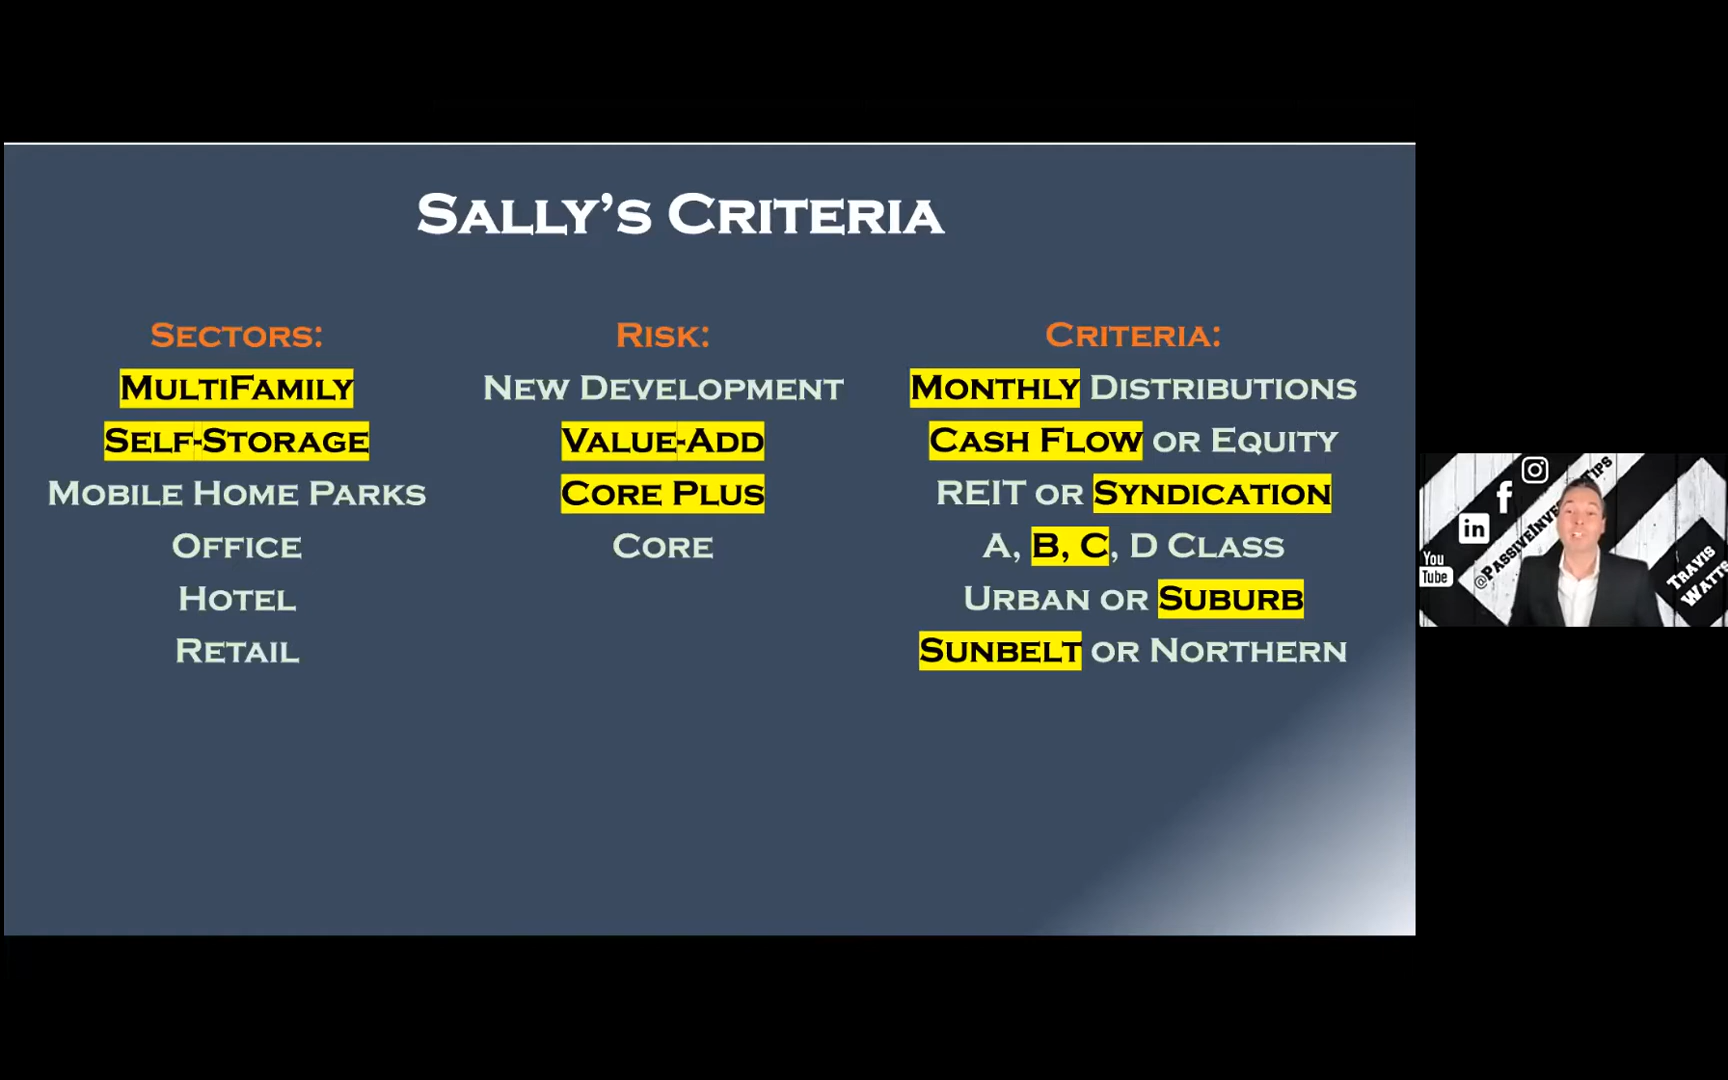 Sally's Criteria
Sectors:
MultiFamily
Self-Storage
Mobile Home Parks
Office
Hotel
Retail
Risk:
New Development
Value-Add
Core Plus
Core
Criteria:
Monthly Distributions
Cash Flow or Equity
REIT or Syndication
A, B, C, D Class
Urban or Suburb
Sunbelt or Northern
in
f
You
Tube
Tips
Travis
Watts